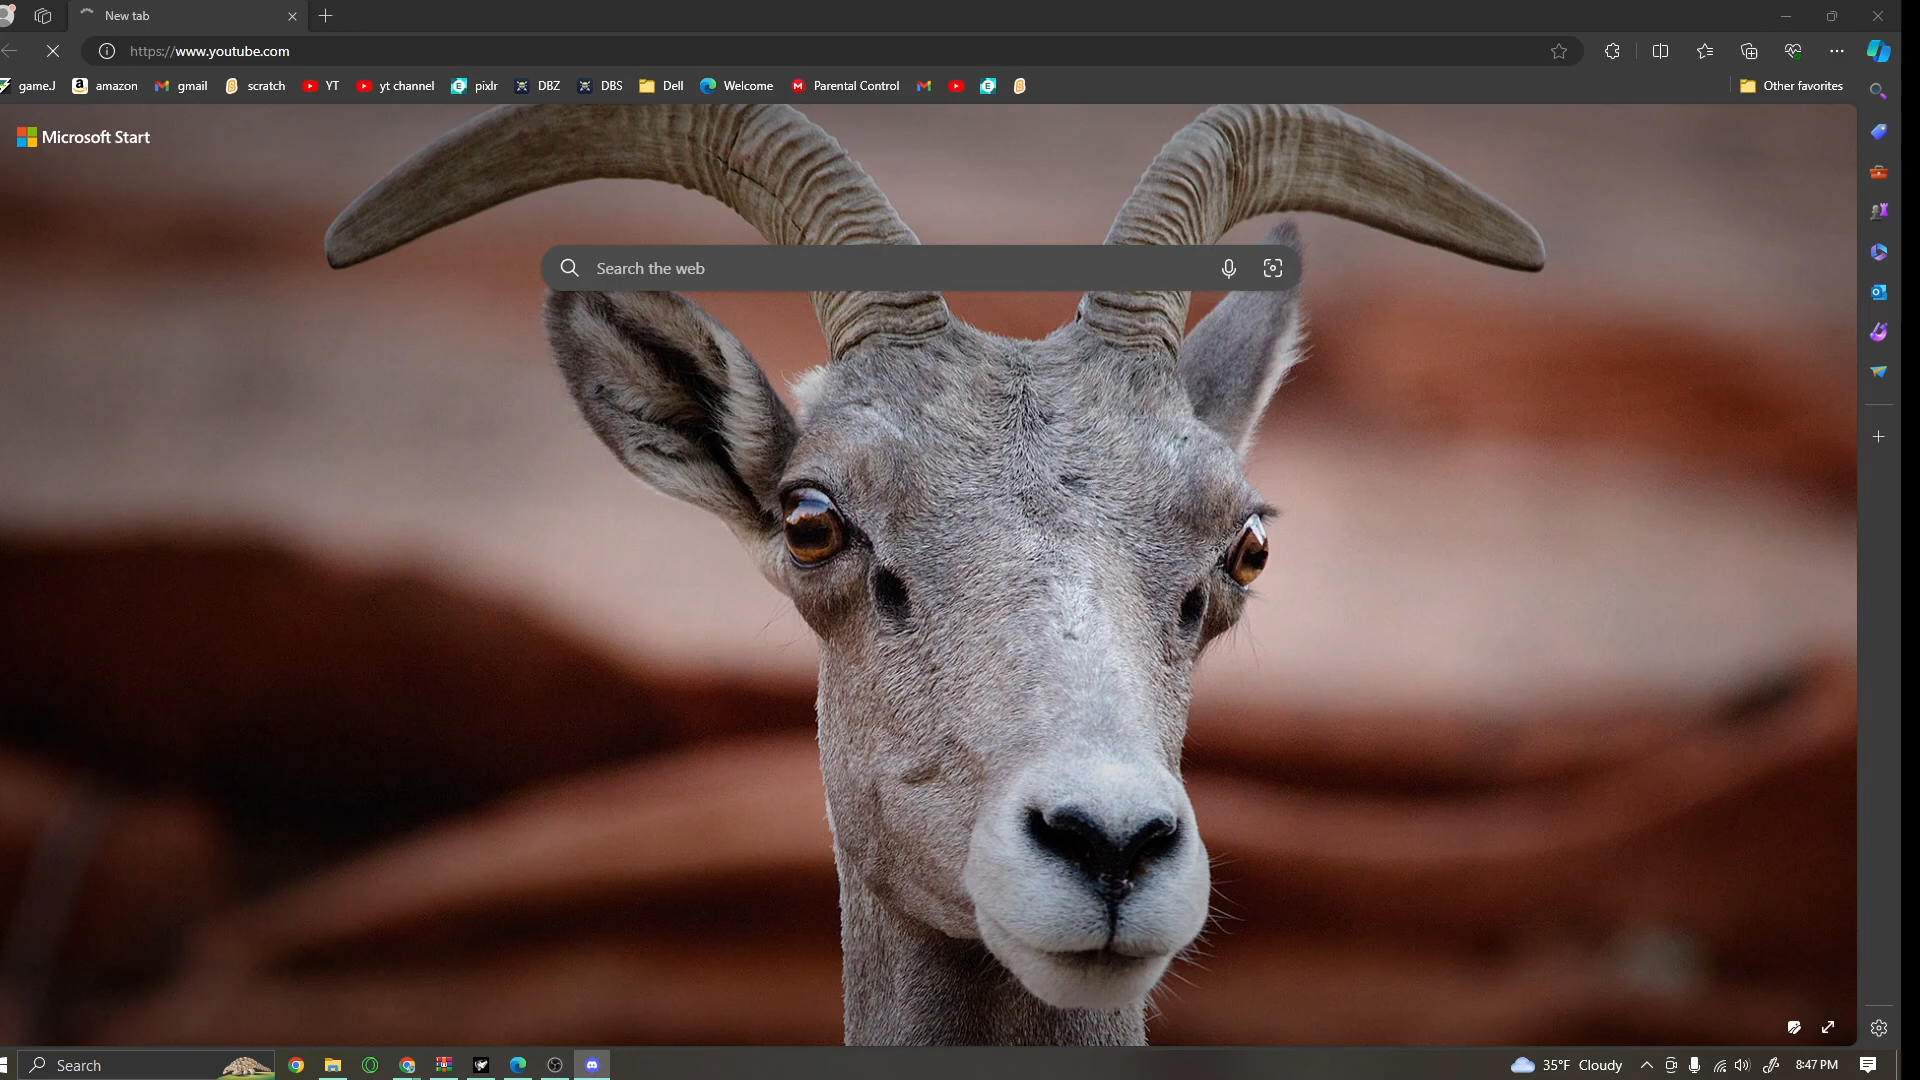 New tab
https://www.youtube.com
gameJ
amazon
gmail
scratch
YT
yt channel
pixlr
DBZ
DBS
Dell
Welcome
Parental Control
Other favorites
Microsoft Start
Search the web
Search
35°F Cloudy
8:47 PM